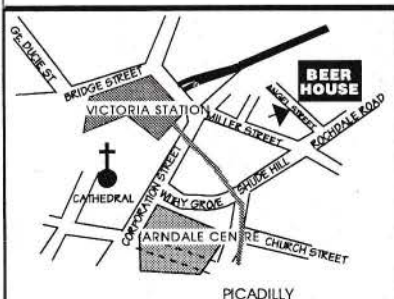 GE. DUCIE ST.
BRIDGE STREET
BEER
HOUSE
ANGEL STREET
VICTORIA STATION
MILLER STREET
ROCHDALE ROAD
CATHEDRAL
CORPORATION STREET
SHUDE HILL
WITHY GROVE
ARNDALE CENTRE
CHURCH STREET
PICADILLY